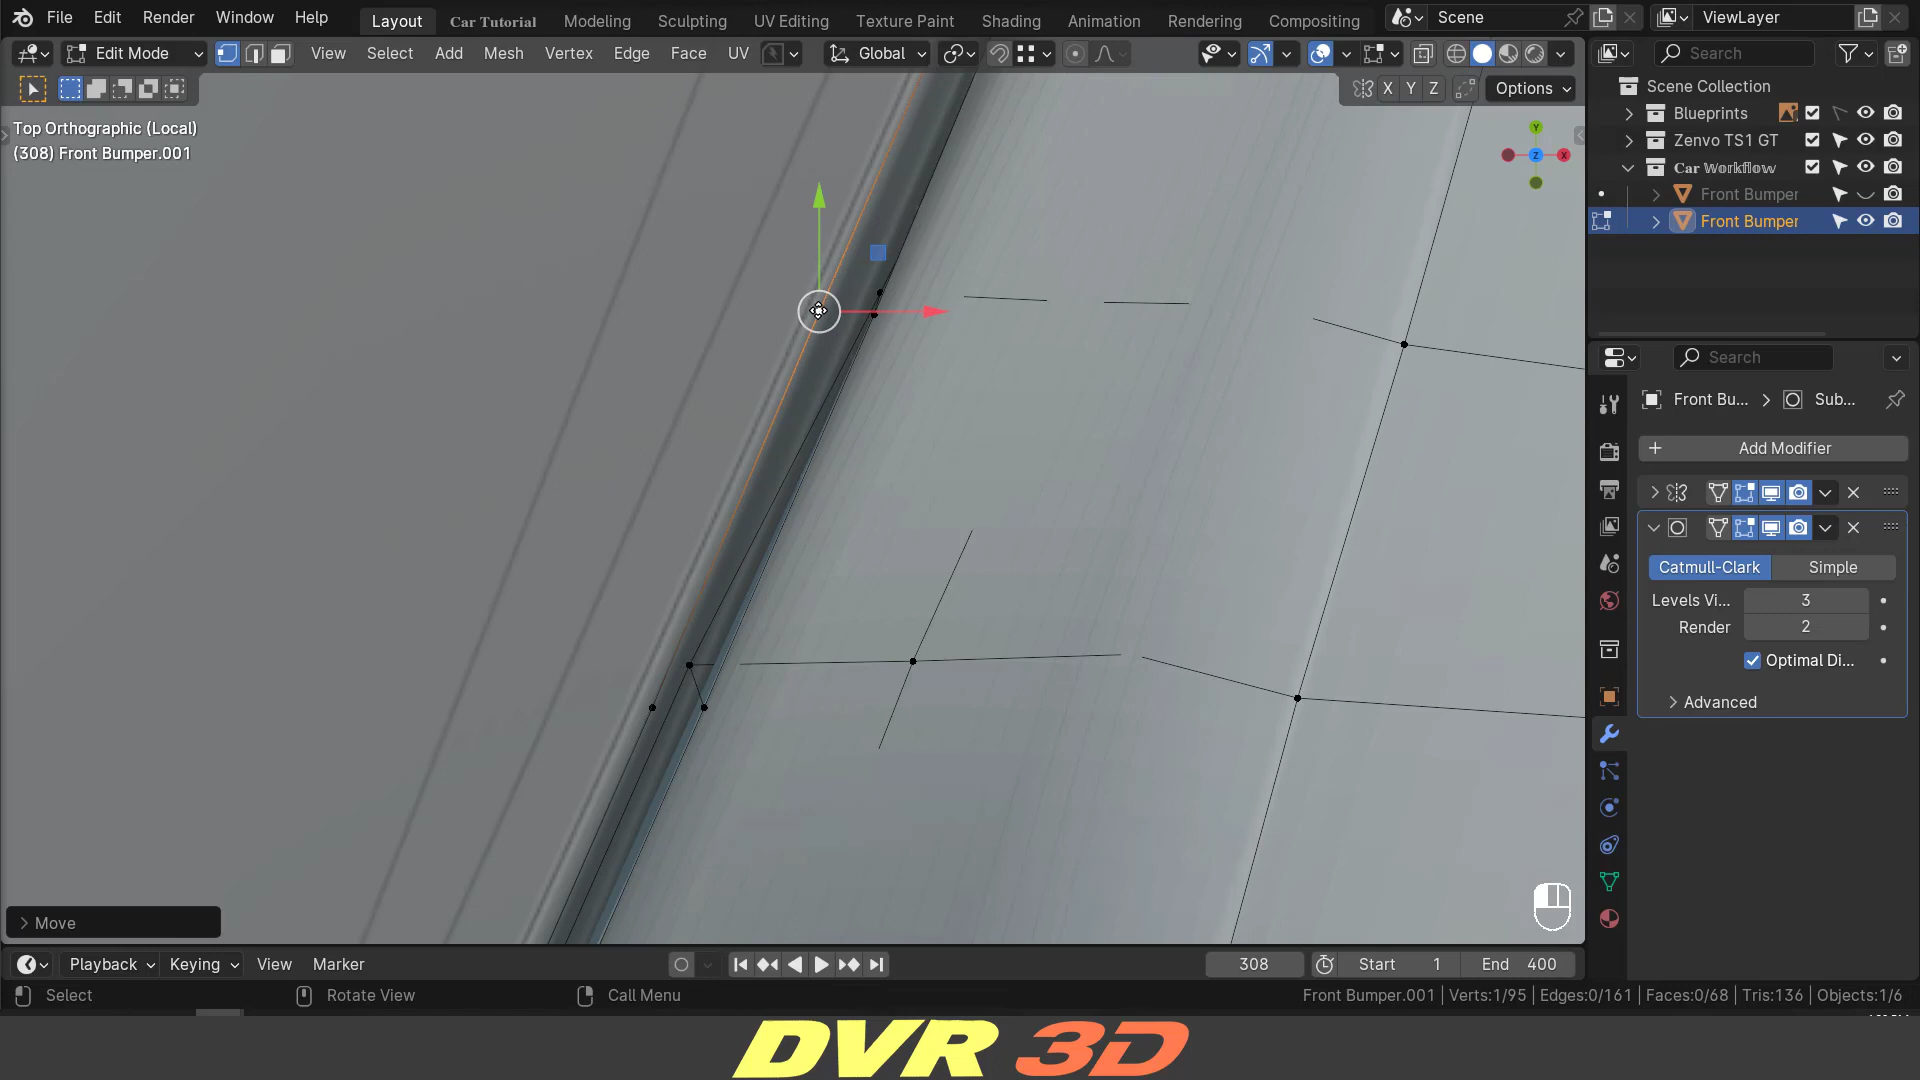 File Edit Render Window Help Layout Car Tutorial Modeling Sculpting UV Editing Texture Paint Shading Animation Rendering Compositing Scene ViewLayer
Edit Mode View Select Add Mesh Vertex Edge Face UV Global Search
X Y Z Options
Top Orthographic (Local)
(308) Front Bumper.001
Y
Z
X
Scene Collection
Blueprints
Zenvo TS1 GT
Car Workflow
Front Bumper
Front Bumper
Search
Front Bu... Sub...
+ Add Modifier
Catmull-Clark Simple
Levels Vi... 3
Render 2
Optimal Di...
Advanced
Move
Playback Keying View Marker 308 Start 1 End 400
Select Rotate View Call Menu Front Bumper.001 | Verts:1/95 | Edges:0/161 | Faces:0/68 | Tris:136 | Objects:1/6
DVR 3D